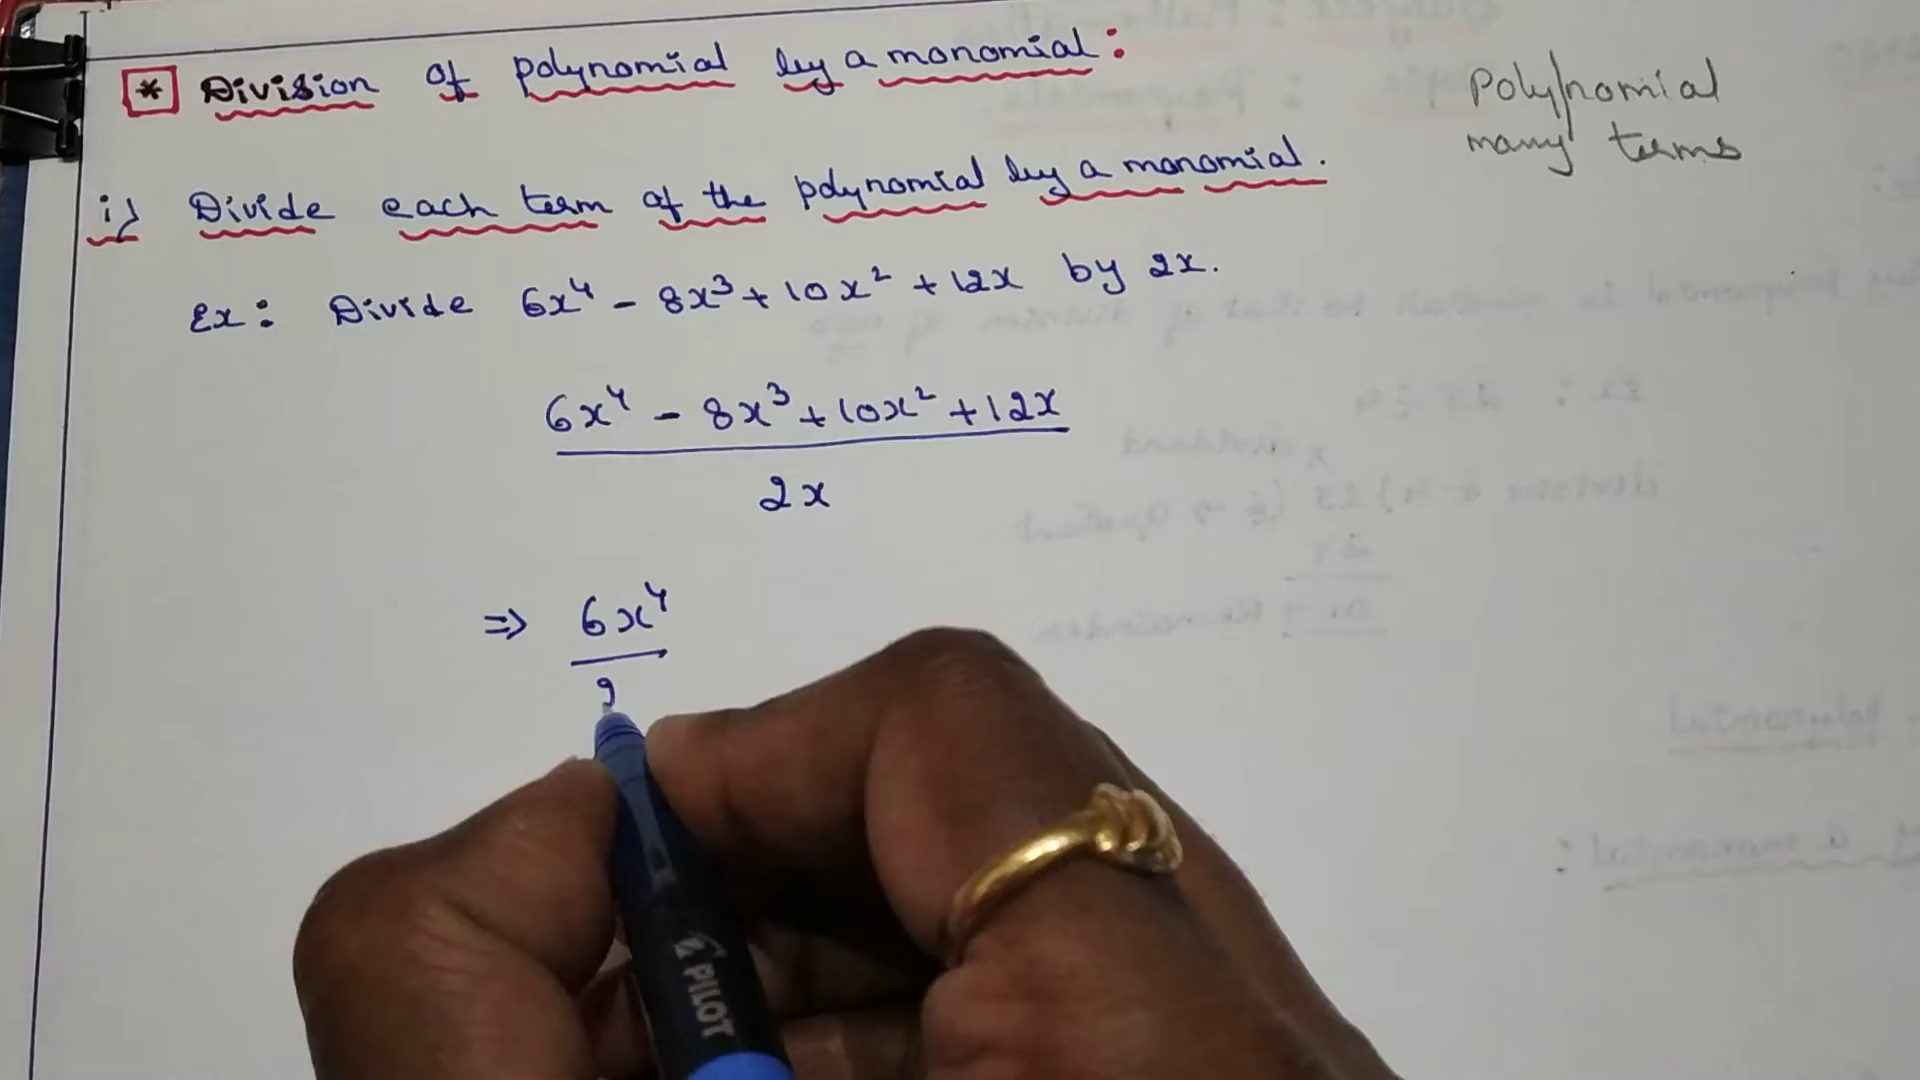 * Division of polynomial by a monomial:
Polynomial
many terms
i) Divide each term of the polynomial by a monomial.
Ex: Divide 6x⁴ - 8x³ + 10x² + 12x by 2x.
6x⁴ - 8x³ + 10x² + 12x
2x
⇒ 6x⁴
PILOT